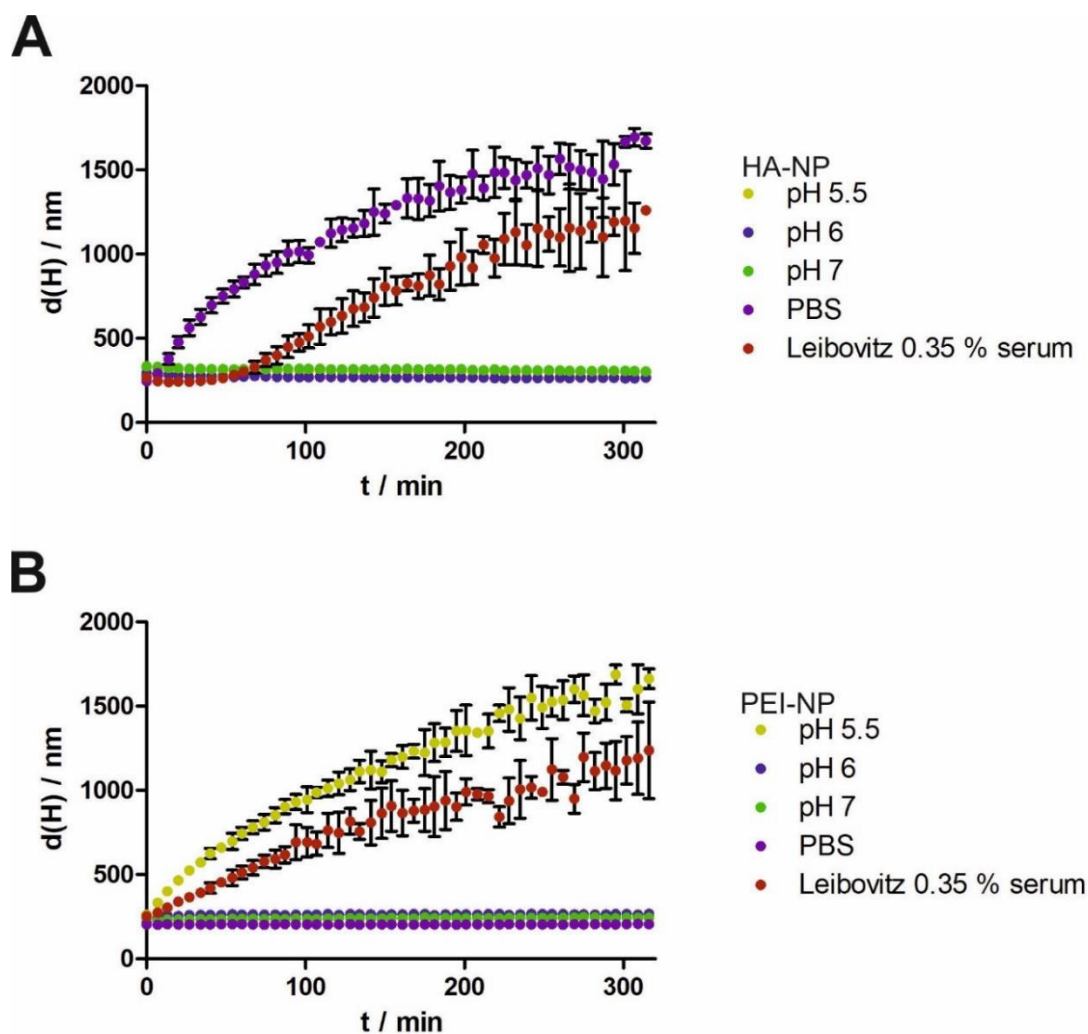 A
2000
1500
1000
500
0
d(H) / nm
0 100 200 300
t / min
HA-NP
pH 5.5
pH 6
pH 7
PBS
Leibovitz 0.35 % serum
B
2000
1500
1000
500
0
d(H) / nm
0 100 200 300
t / min
PEI-NP
pH 5.5
pH 6
pH 7
PBS
Leibovitz 0.35 % serum